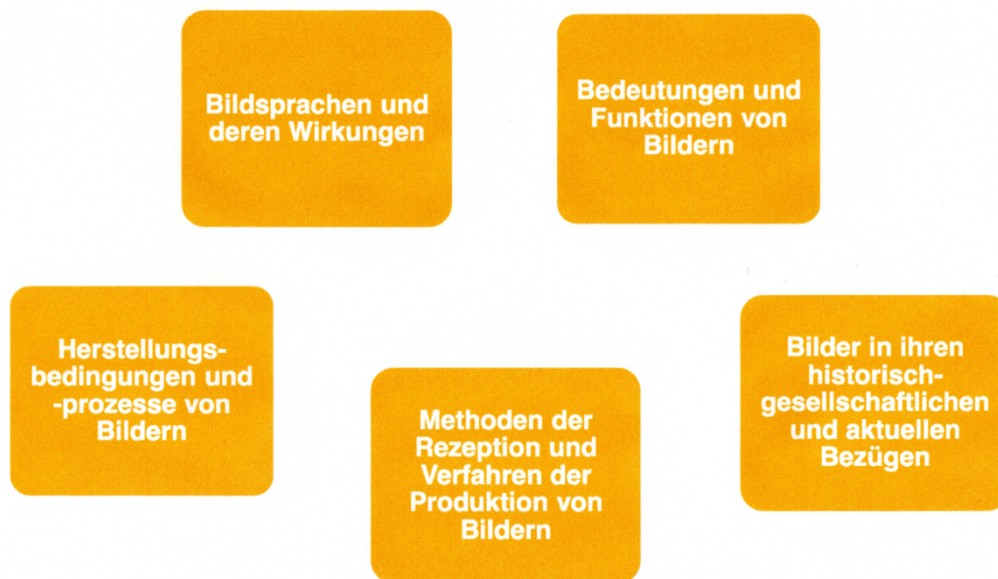 Bildsprachen und
deren Wirkungen
Bedeutungen und
Funktionen von
Bildern
Herstellungs-
bedingungen und
-prozesse von
Bildern
Methoden der
Rezeption und
Verfahren der
Produktion von
Bildern
Bilder in ihren
historisch-
gesellschaftlichen
und aktuellen
Bezügen